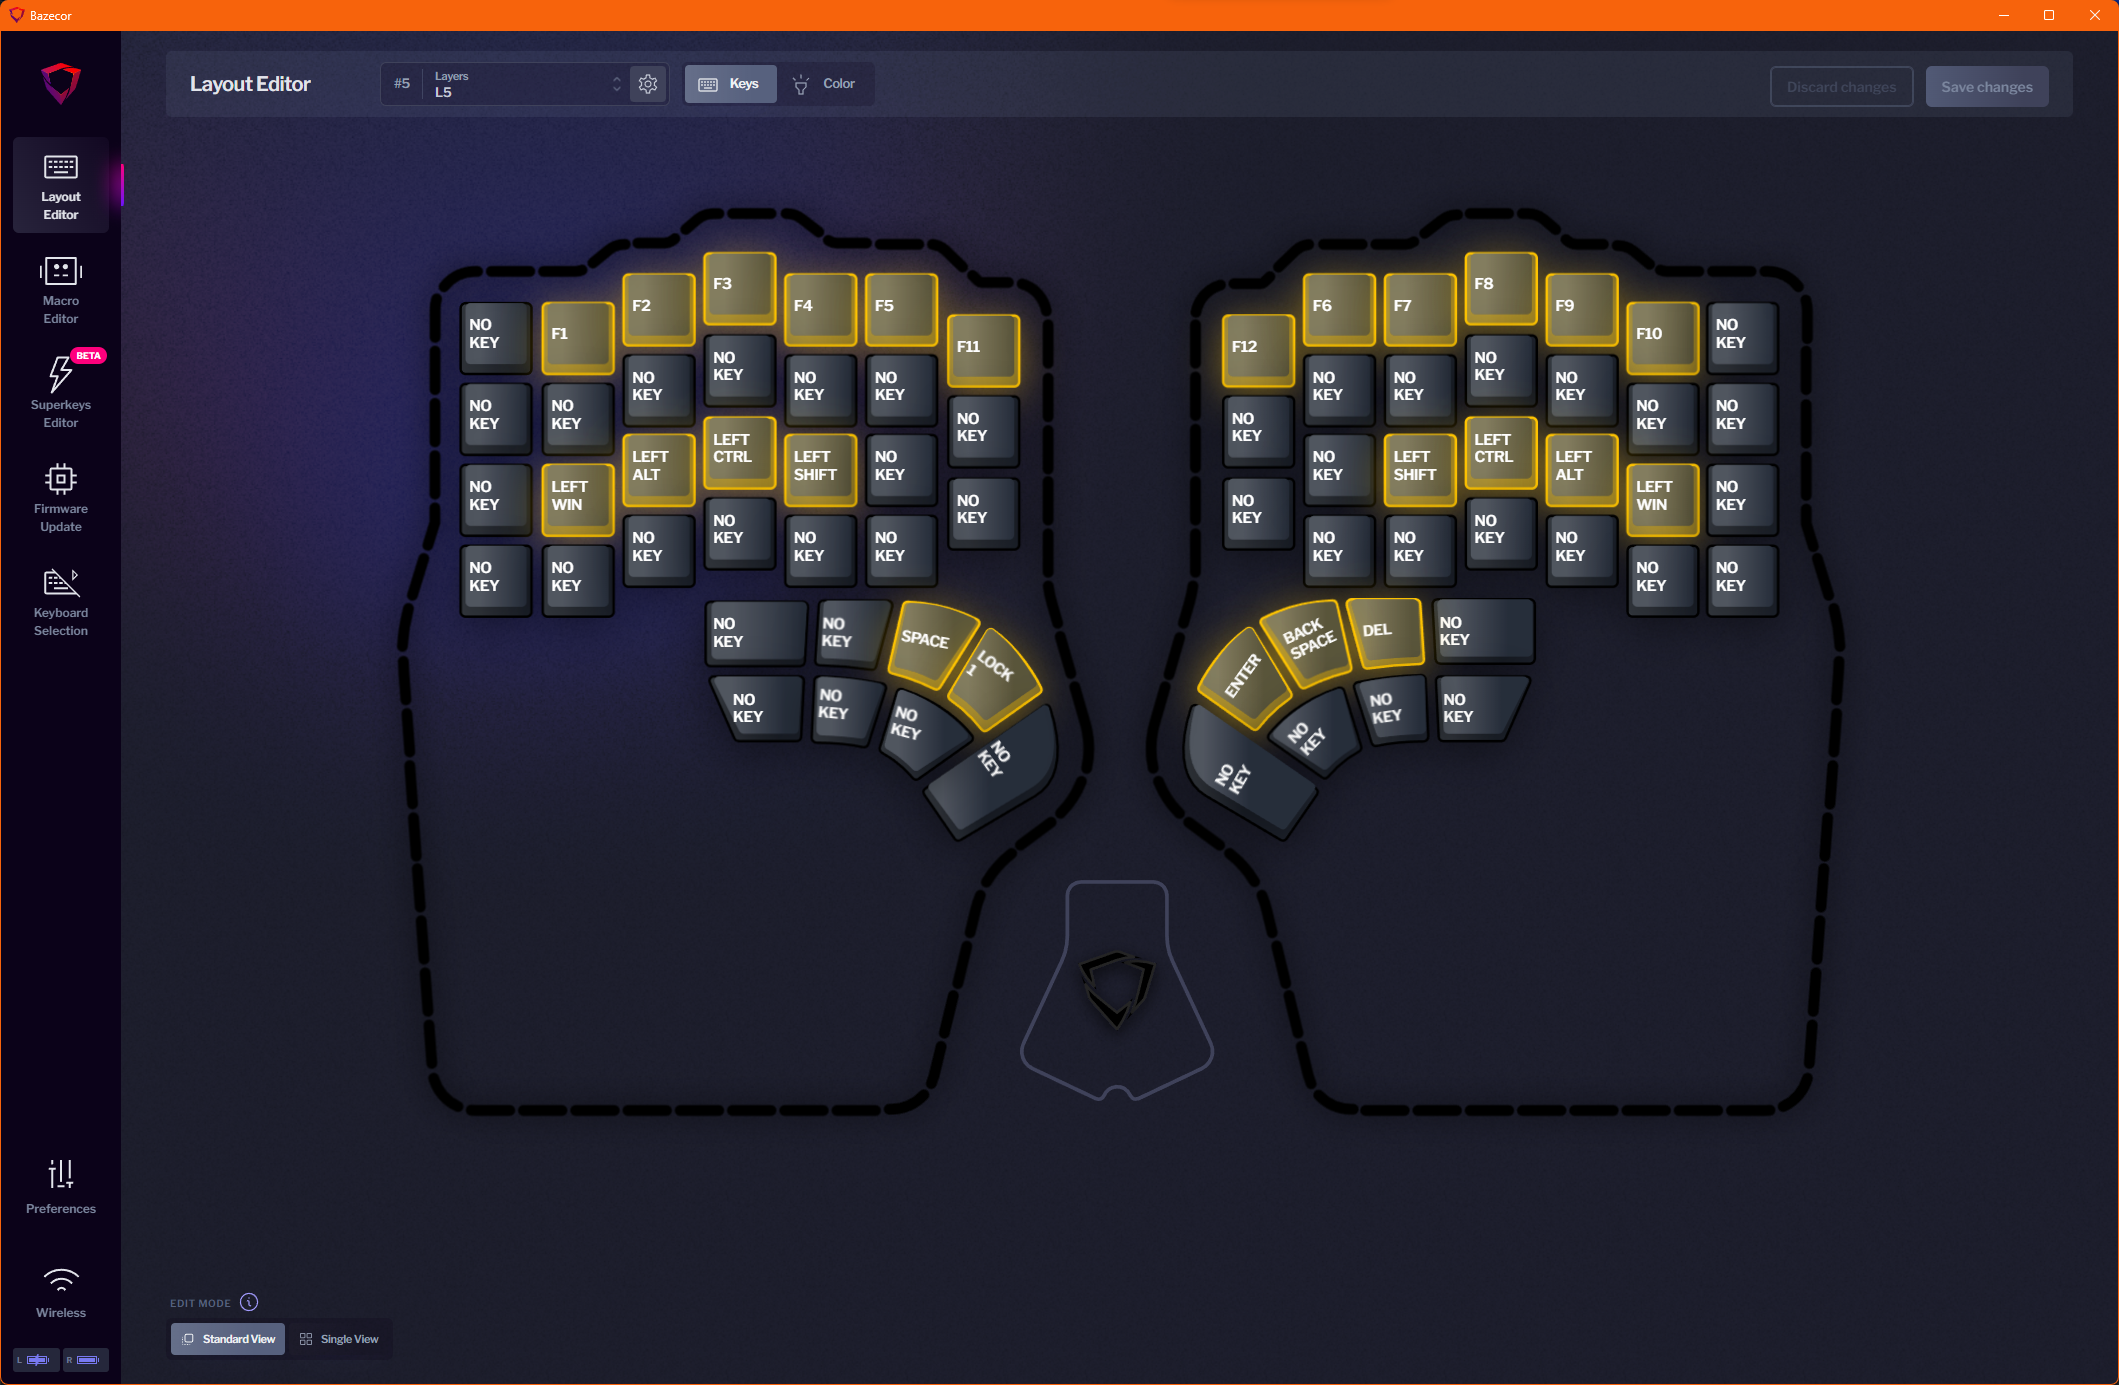 Bazecor
Layout Editor
#5
Layers
L5
Keys
Color
Discard changes
Save changes
Layout
Editor
Macro
Editor
BETA
Superkeys
Editor
Firmware
Update
Keyboard
Selection
Preferences
Wireless
L
R
NO
KEY
F1
F2
F3
F4
F5
F11
NO
KEY
NO
KEY
NO
KEY
NO
KEY
NO
KEY
NO
KEY
NO
KEY
NO
KEY
LEFT
WIN
LEFT
ALT
LEFT
CTRL
LEFT
SHIFT
NO
KEY
NO
KEY
NO
KEY
NO
KEY
NO
KEY
NO
KEY
NO
KEY
NO
KEY
NO
KEY
NO
KEY
SPACE
LOCK
1
NO
KEY
NO
KEY
NO
KEY
NO
KEY
F12
F6
F7
F8
F9
F10
NO
KEY
NO
KEY
NO
KEY
NO
KEY
NO
KEY
NO
KEY
NO
KEY
NO
KEY
NO
KEY
NO
KEY
LEFT
SHIFT
LEFT
CTRL
LEFT
ALT
LEFT
WIN
NO
KEY
NO
KEY
NO
KEY
NO
KEY
NO
KEY
NO
KEY
NO
KEY
ENTER
BACK
SPACE
DEL
NO
KEY
NO
KEY
NO
KEY
NO
KEY
NO
KEY
EDIT MODE
Standard View
Single View